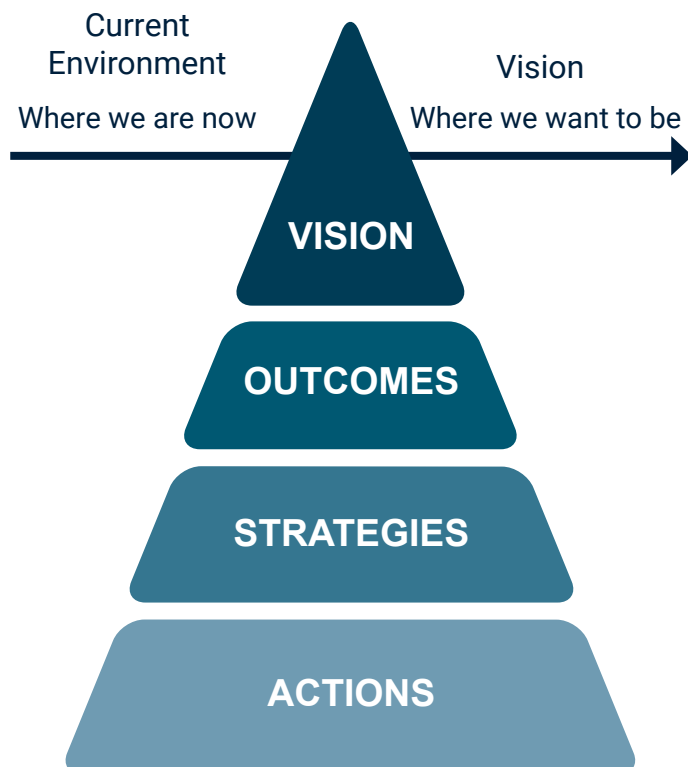 Current
Environment
Where we are now
Vision
Where we want to be
VISION
OUTCOMES
STRATEGIES
ACTIONS